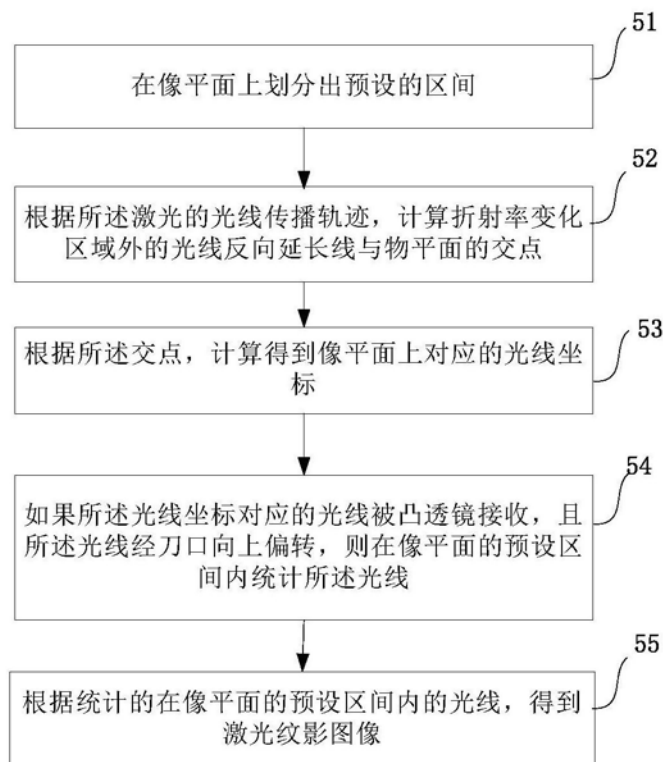 51
在像平面上划分出预设的区间
52
根据所述激光的光线传播轨迹，计算折射率变化
区域外的光线反向延长线与物平面的交点
53
根据所述交点，计算得到像平面上对应的光线坐
标
54
如果所述光线坐标对应的光线被凸透镜接收，且
所述光线经刀口向上偏转，则在像平面的预设区
间内统计所述光线
55
根据统计的在像平面的预设区间内的光线，得到
激光纹影图像